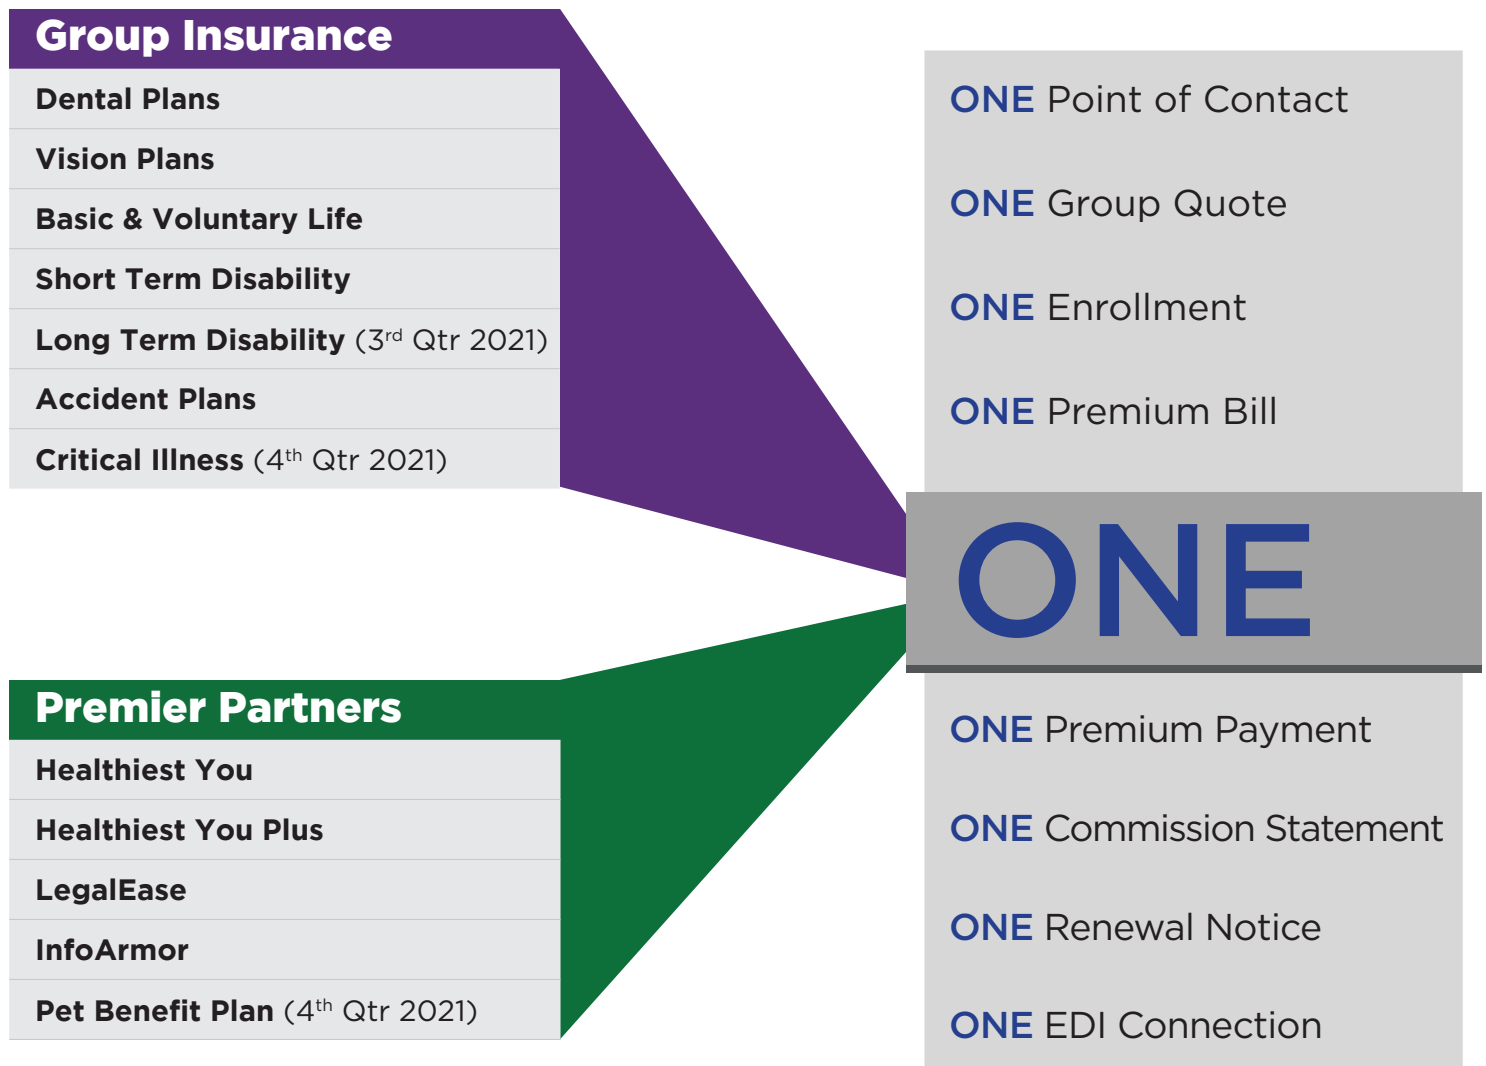 Group Insurance
Dental Plans
Vision Plans
Basic & Voluntary Life
Short Term Disability
Long Term Disability (3rd Qtr 2021)
Accident Plans
Critical Illness (4th Qtr 2021)
Premier Partners
Healthiest You
Healthiest You Plus
LegalEase
InfoArmor
Pet Benefit Plan (4th Qtr 2021)
ONE Point of Contact
ONE Group Quote
ONE Enrollment
ONE Premium Bill
ONE
ONE Premium Payment
ONE Commission Statement
ONE Renewal Notice
ONE EDI Connection